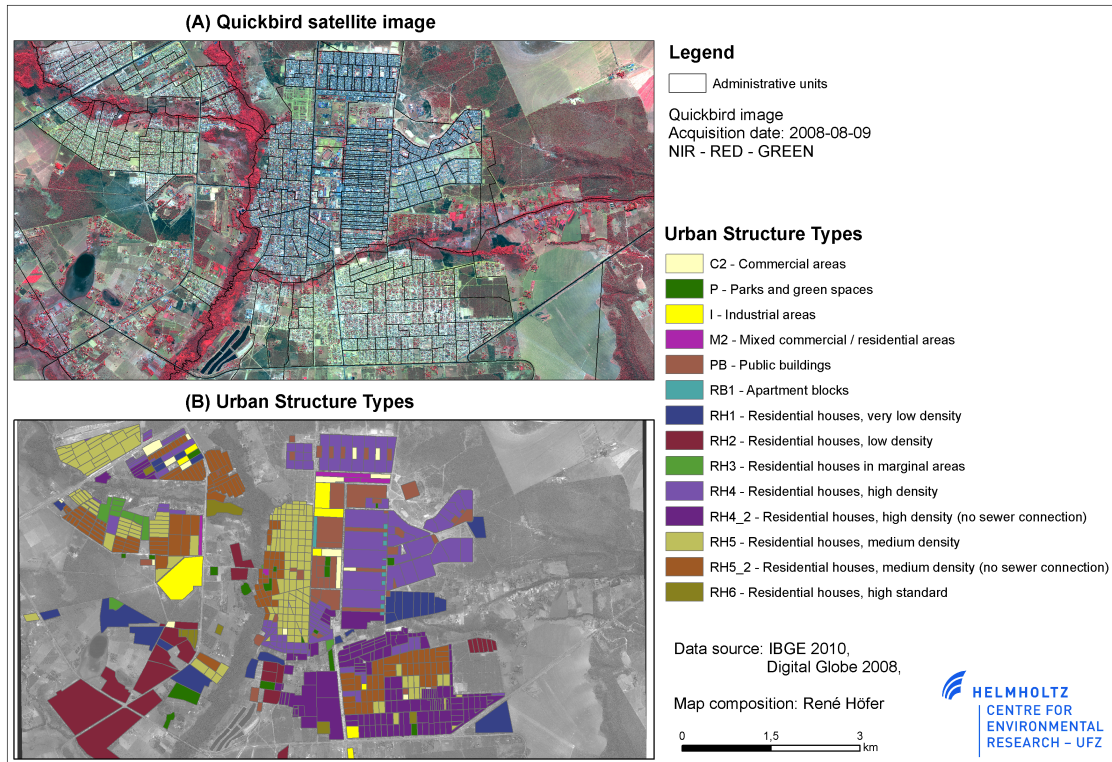 (A) Quickbird satellite image
Legend
Administrative units
Quickbird image
Acquisition date: 2008-08-09
NIR - RED - GREEN
Urban Structure Types
C2 - Commercial areas
P - Parks and green spaces
I - Industrial areas
M2 - Mixed commercial / residential areas
PB - Public buildings
RB1 - Apartment blocks
RH1 - Residential houses, very low density
RH2 - Residential houses, low density
RH3 - Residential houses in marginal areas
RH4 - Residential houses, high density
RH4_2 - Residential houses, high density (no sewer connection)
RH5 - Residential houses, medium density
RH5_2 - Residential houses, medium density (no sewer connection)
RH6 - Residential houses, high standard
(B) Urban Structure Types
Data source: IBGE 2010,
Digital Globe 2008,
Map composition: René Höfer
0 1,5 3
km
HELMHOLTZ
CENTRE FOR
ENVIRONMENTAL
RESEARCH – UFZ